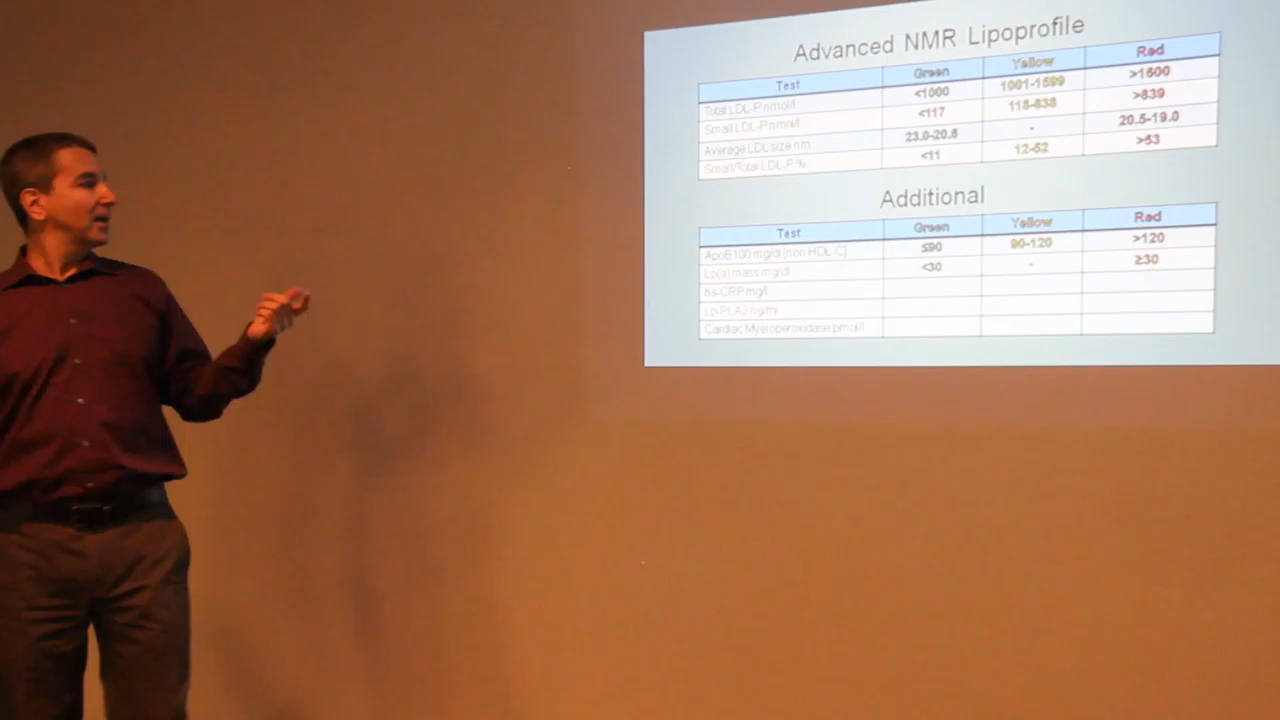 Advanced NMR Lipoprofile
Test Green Yellow Red
Total LDL-P nmol/l <1000 1001-1599 >1600
Small LDL-P nmol/l <117 118-838 >839
Average LDL size nm 23.0-20.6 - 20.5-19.0
Small/Total LDL-P % <11 12-52 >53
Additional
Test Green Yellow Red
ApoB100 mg/dl [non HDL-C] ≤90 90-120 >120
Lp(a) mass mg/dl <30 - ≥30
hs-CRP mg/l
Lp-PLA2 ng/ml
Cardiac Myeroperoxidase pmol/l